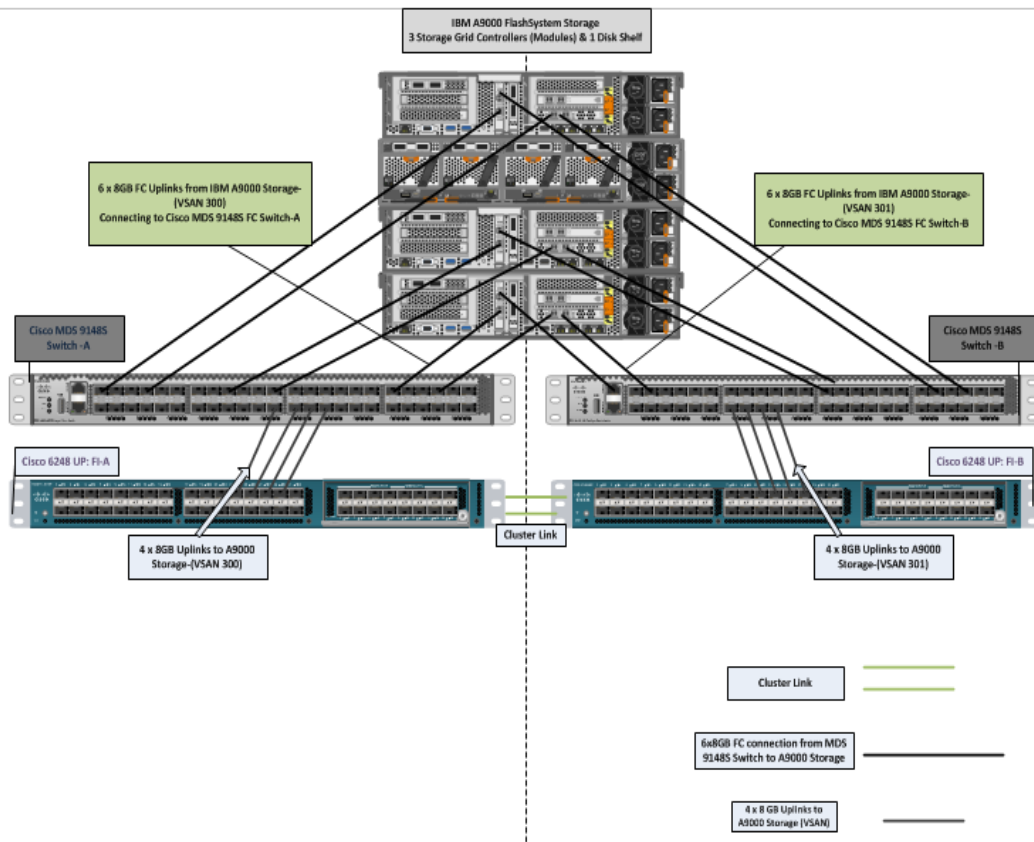 IBM A9000 FlashSystem Storage
3 Storage Grid Controllers (Modules) & 1 Disk Shelf
6 x 8GB FC Uplinks from IBM A9000 Storage-
(VSAN 300)
Connecting to Cisco MDS 9148S FC Switch-A
6 x 8GB FC Uplinks from IBM A9000 Storage-
(VSAN 301)
Connecting to Cisco MDS 9148S FC Switch-B
Cisco MDS 9148S
Switch -A
Cisco MDS 9148S
Switch -B
Cisco 6248 UP: FI-A
Cisco 6248 UP: FI-B
Cluster Link
4 x 8GB Uplinks to A9000
Storage-(VSAN 300)
4 x 8GB Uplinks to A9000
Storage-(VSAN 301)
Cluster Link
6x8GB FC connection from MDS
9148S Switch to A9000 Storage
4 x 8 GB Uplinks to
A9000 Storage (VSAN)